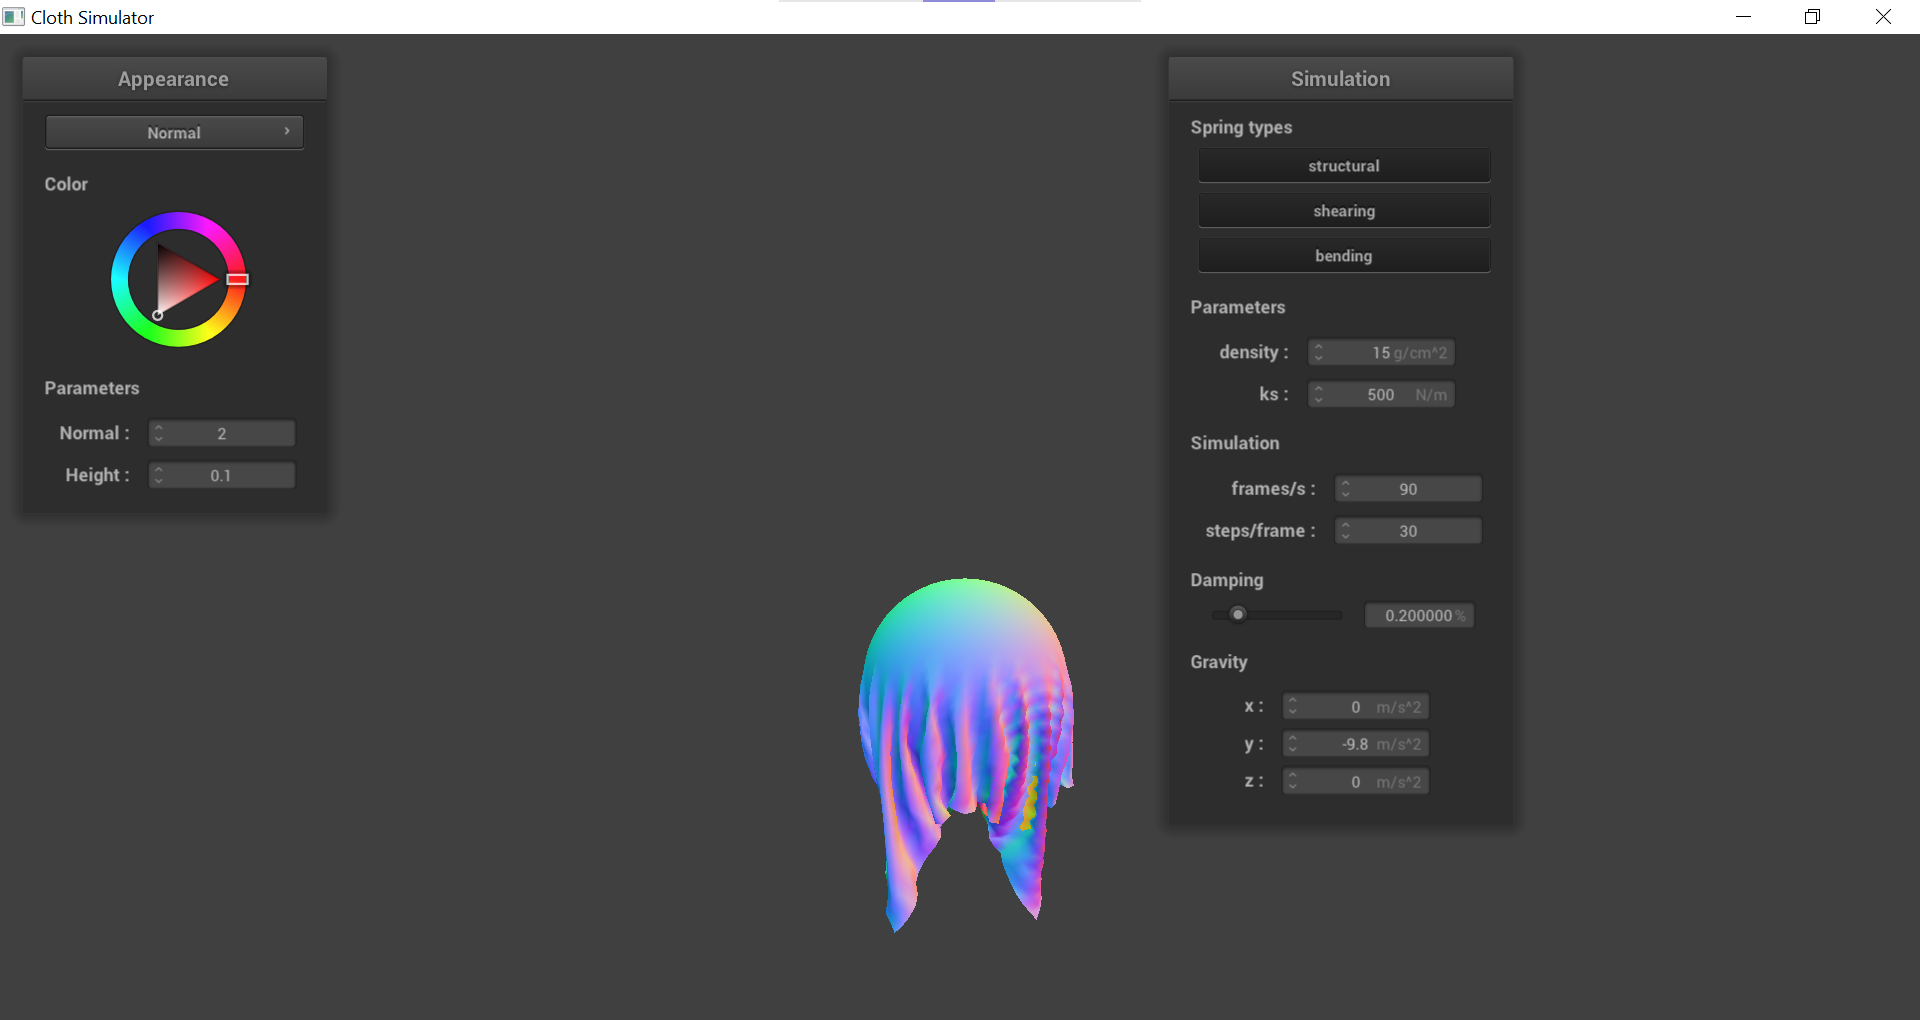 Cloth Simulator
Appearance
Normal
Color
Parameters
Normal : 2
Height : 0.1
Simulation
Spring types
structural
shearing
bending
Parameters
density : 15 g/cm^2
ks : 500 N/m
Simulation
frames/s : 90
steps/frame : 30
Damping
0.200000 %
Gravity
x : 0 m/s^2
y : -9.8 m/s^2
z : 0 m/s^2